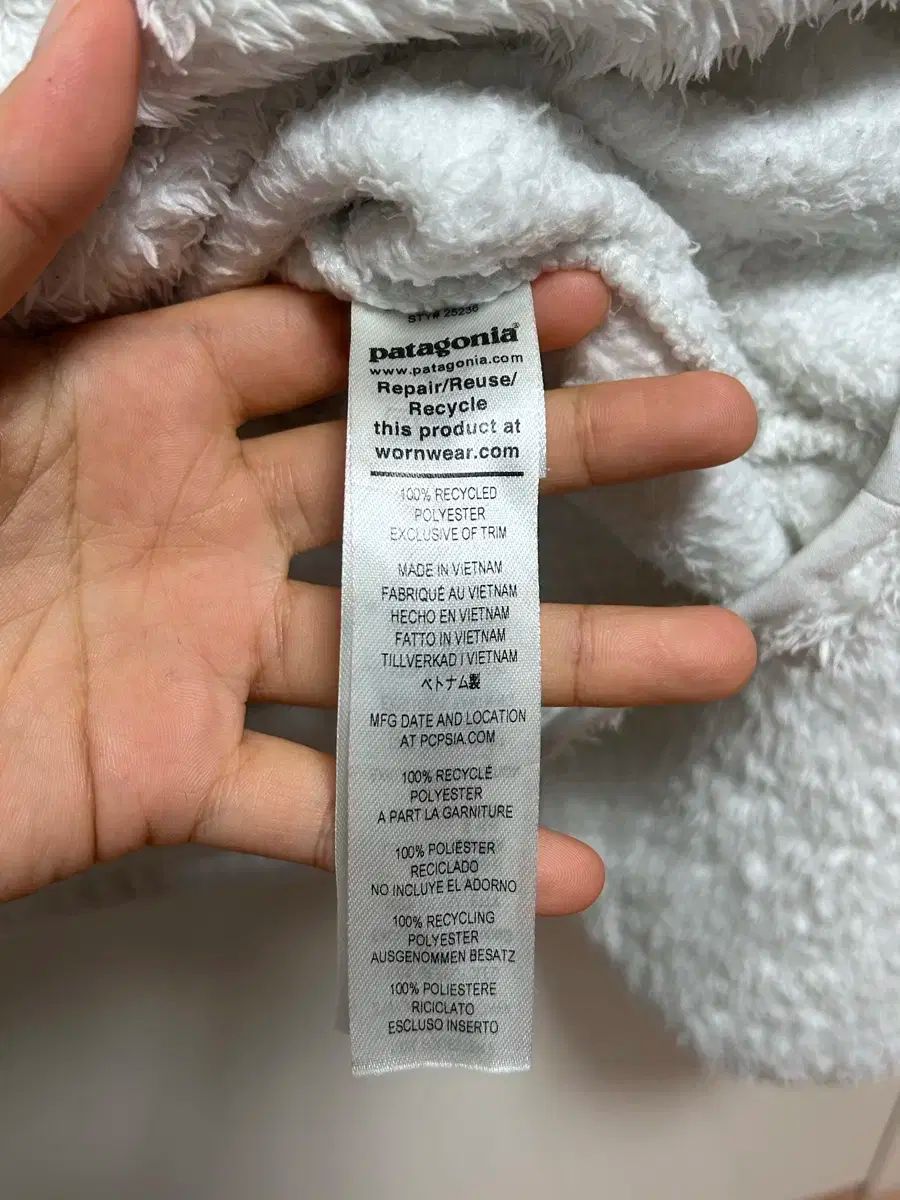 STY# 25236
patagonia®
www.patagonia.com
Repair/Reuse/
Recycle
this product at
wornwear.com
100% RECYCLED
POLYESTER
EXCLUSIVE OF TRIM
MADE IN VIETNAM
FABRIQUÉ AU VIETNAM
HECHO EN VIETNAM
FATTO IN VIETNAM
TILLVERKAD I VIETNAM
ベトナム製
MFG DATE AND LOCATION
AT PCPSIA.COM
100% RECYCLÉ
POLYESTER
A PART LA GARNITURE
100% POLIÉSTER
RECICLADO
NO INCLUYE EL ADORNO
100% RECYCLING
POLYESTER
AUSGENOMMEN BESATZ
100% POLIESTERE
RICICLATO
ESCLUSO INSERTO